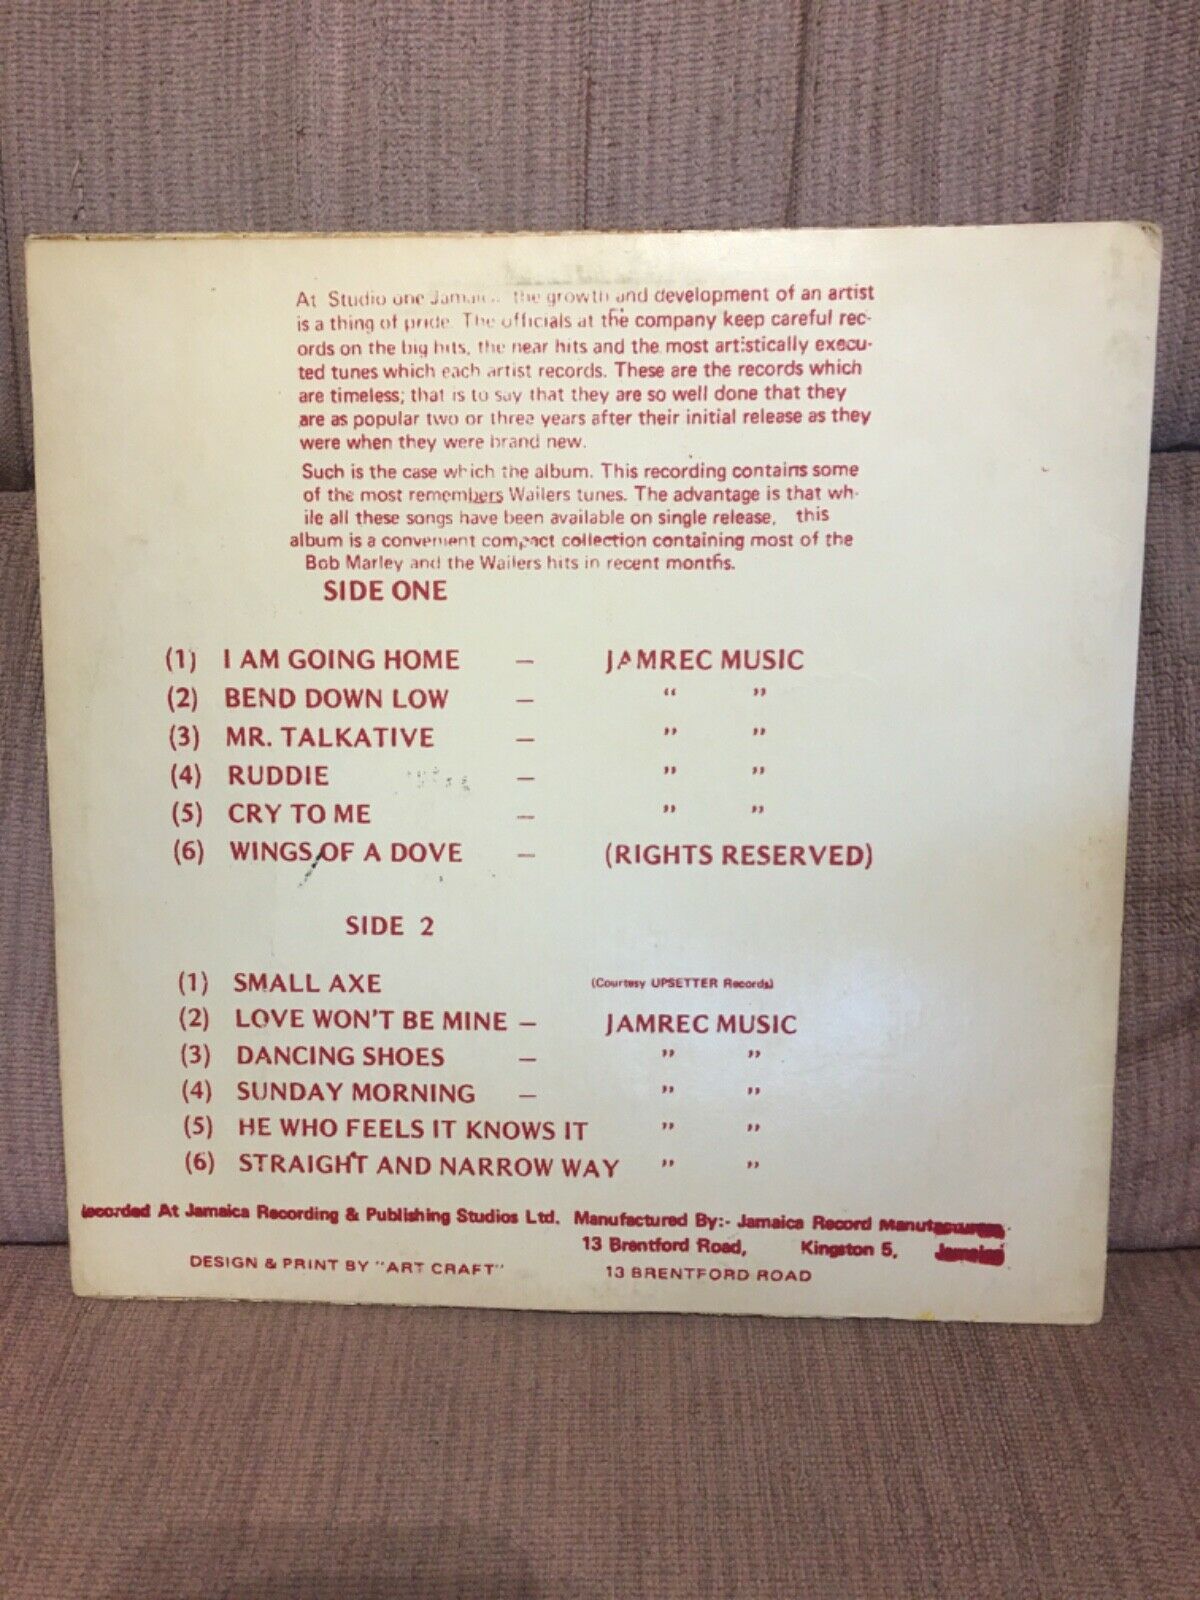 At Studio one Jamaica the growth and development of an artist
is a thing of pride. The officials at the company keep careful rec-
ords on the big hits, the near hits and the most artistically execu-
ted tunes which each artist records. These are the records which
are timeless; that is to say that they are so well done that they
are as popular two or three years after their initial release as they
were when they were brand new.
Such is the case which the album. This recording contains some
of the most remembers Wailers tunes. The advantage is that wh-
ile all these songs have been available on single release, this
album is a convenient compact collection containing most of the
Bob Marley and the Wailers hits in recent months.
SIDE ONE
(1) I AM GOING HOME – JAMREC MUSIC
(2) BEND DOWN LOW – “ ”
(3) MR. TALKATIVE – ” ”
(4) RUDDIE – ” ”
(5) CRY TO ME – ” ”
(6) WINGS OF A DOVE – (RIGHTS RESERVED)
SIDE 2
(1) SMALL AXE (Courtesy UPSETTER Records)
(2) LOVE WON'T BE MINE – JAMREC MUSIC
(3) DANCING SHOES – ” ”
(4) SUNDAY MORNING – ” ”
(5) HE WHO FEELS IT KNOWS IT ” ”
(6) STRAIGHT AND NARROW WAY ” ”
Recorded At Jamaica Recording & Publishing Studios Ltd. Manufactured By:- Jamaica Record
13 Brentford Road, Kingston 5, Jamaica
DESIGN & PRINT BY "ART CRAFT" 13 BRENTFORD ROAD